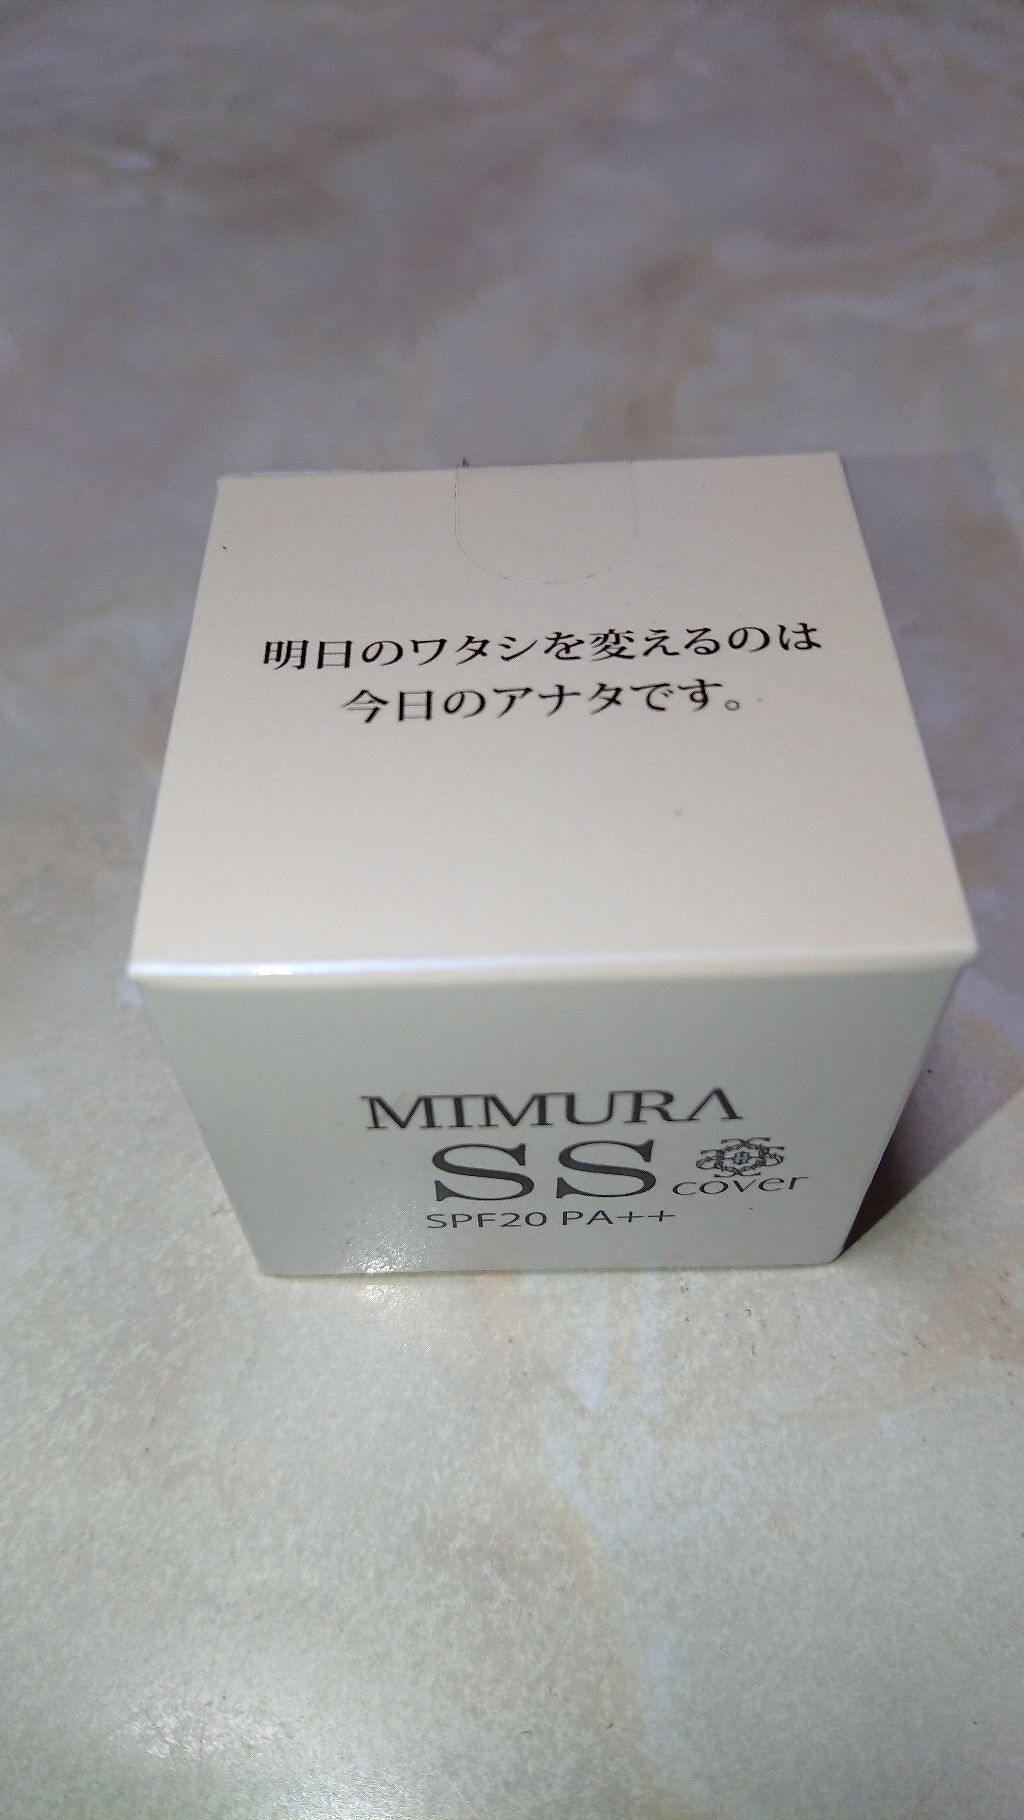 明日のワタシを変えるのは
今日のアナタです。
MIMURA
SS cover
SPF20 PA++